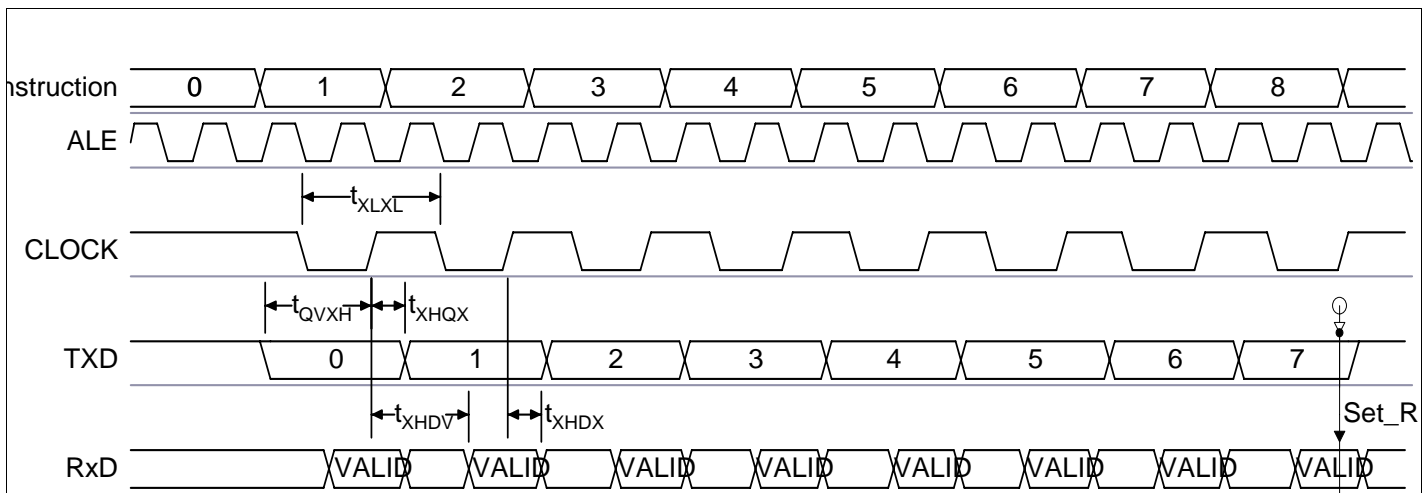 nstruction 0 1 2 3 4 5 6 7 8
ALE
tXLXL
CLOCK
tQVXH tXHQX
TXD 0 1 2 3 4 5 6 7
tXHDV tXHDX Set_R
RxD VALID VALID VALID VALID VALID VALID VALID VALID